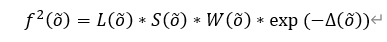 f²(õ) = L(õ) ∗ S(õ) ∗ W(õ) ∗ exp (−Δ(õ))↵